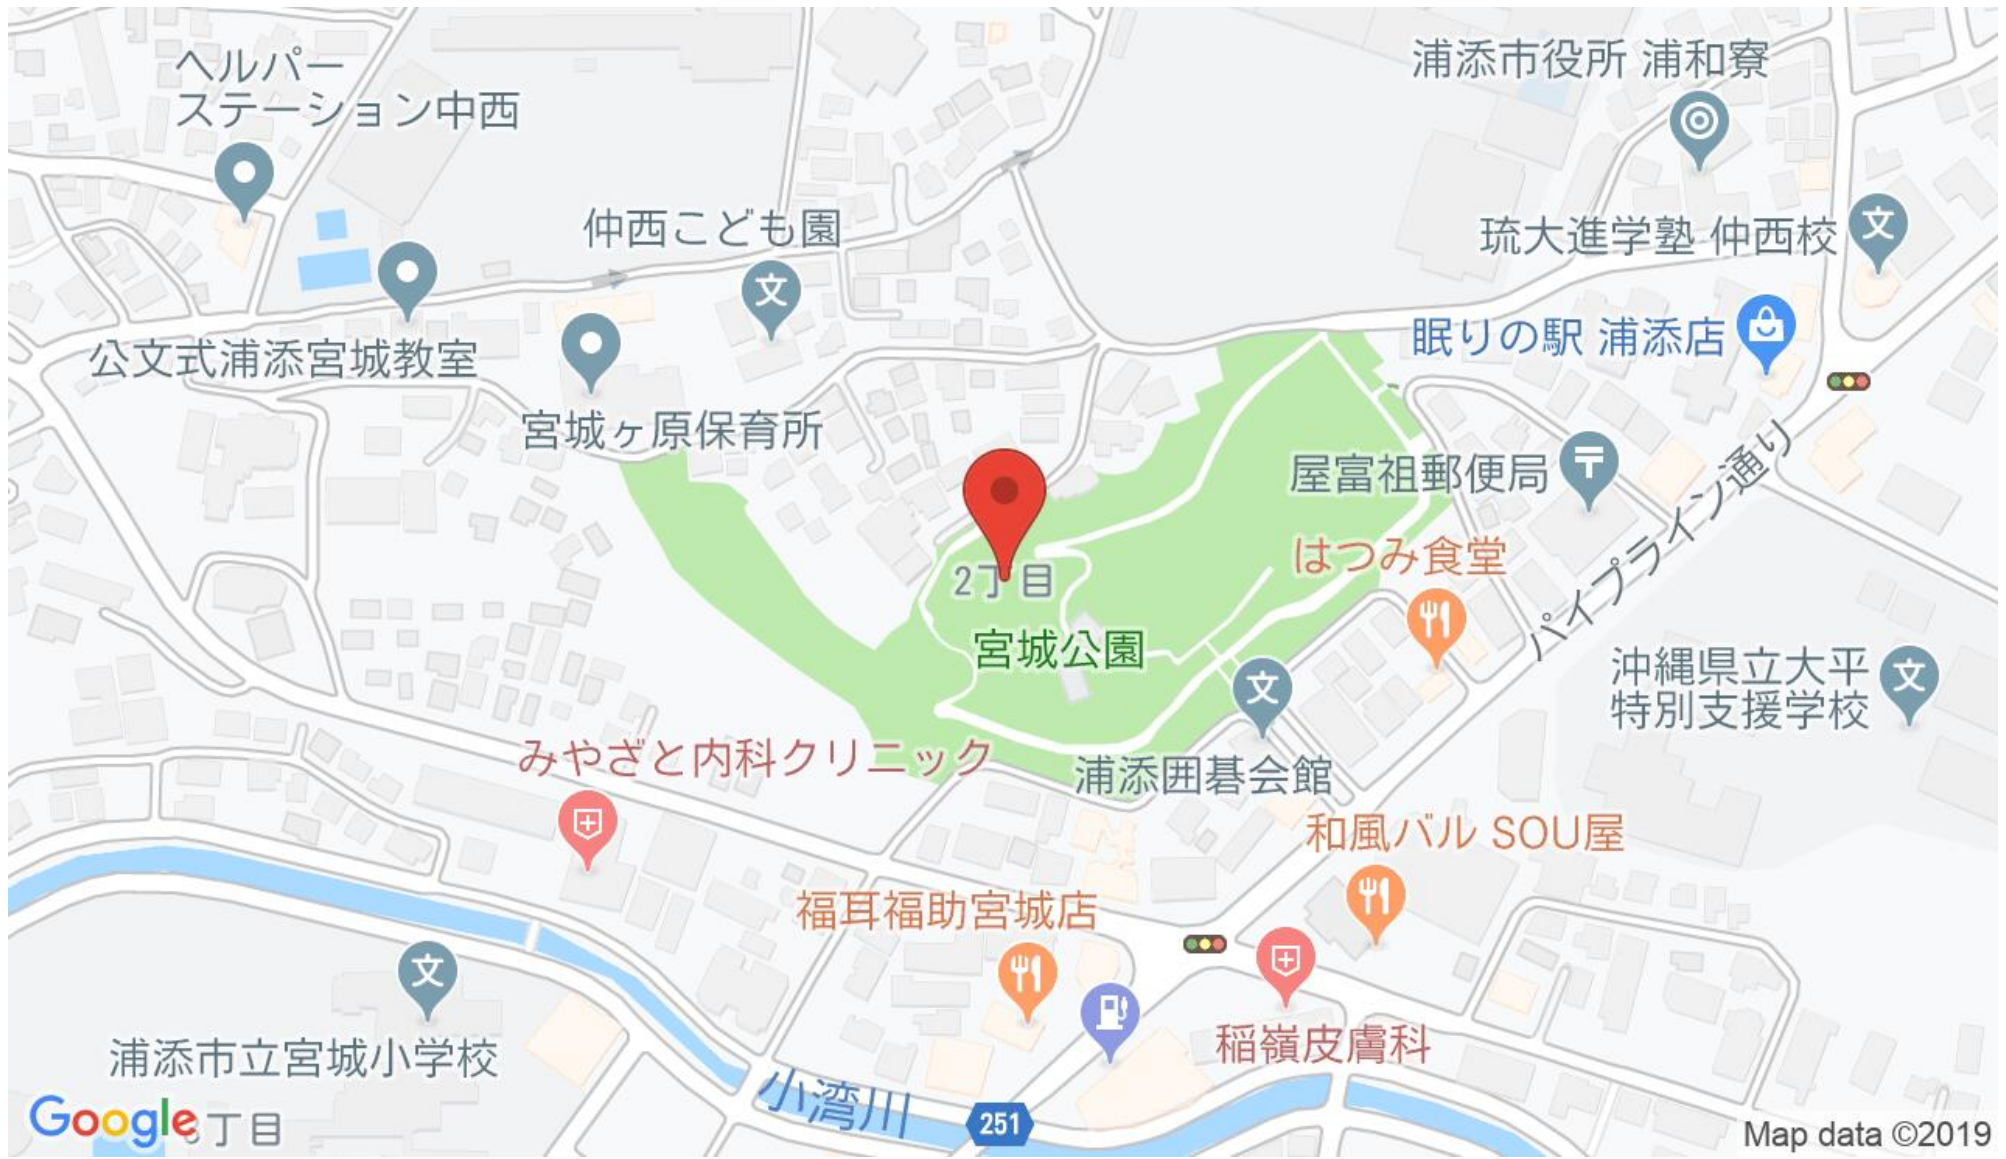 ヘルパー
ステーション中西
浦添市役所 浦和寮
仲西こども園
琉大進学塾 仲西校
公文式浦添宮城教室
眠りの駅 浦添店
宮城ヶ原保育所
屋富祖郵便局
パイプライン通り
はつみ食堂
2丁目
宮城公園
沖縄県立大平
特別支援学校
みやざと内科クリニック
浦添囲碁会館
和風バル SOU屋
福耳福助宮城店
稲嶺皮膚科
浦添市立宮城小学校
小湾川
251
Google
丁目
Map data ©2019